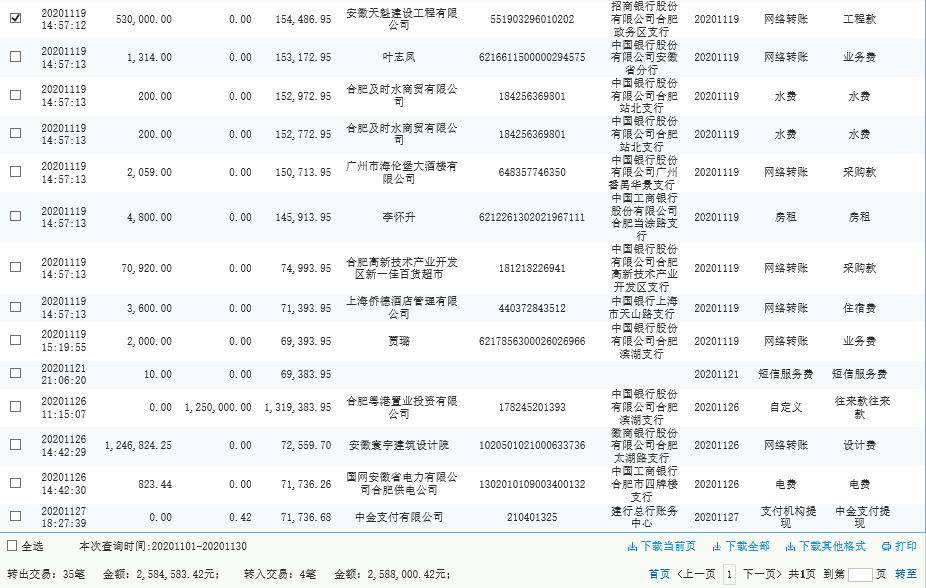 20201119 14:57:12 530,000.00 0.00 154,486.95 安徽天魁建设工程有限公司 551903296010202 招商银行股份有限公司合肥政务区支行 20201119 网络转账 工程款
20201119 14:57:13 1,314.00 0.00 153,172.95 叶志凤 6216611500000294575 中国银行股份有限公司安徽省分行 20201119 网络转账 业务费
20201119 14:57:13 200.00 0.00 152,972.95 合肥及时水商贸有限公司 184256369801 中国银行股份有限公司合肥站北支行 20201119 水费 水费
20201119 14:57:13 200.00 0.00 152,772.95 合肥及时水商贸有限公司 184256369801 中国银行股份有限公司合肥站北支行 20201119 水费 水费
20201119 14:57:13 2,059.00 0.00 150,713.95 广州市海伦堡大酒楼有限公司 648357746350 中国银行股份有限公司广州番禺华景支行 20201119 网络转账 采购款
20201119 14:57:13 4,800.00 0.00 145,913.95 李怀升 6212261302021967111 中国工商银行股份有限公司合肥当涂路支行 20201119 房租 房租
20201119 14:57:13 70,920.00 0.00 74,993.95 合肥高新技术产业开发区新一佳百货超市 181218226941 中国银行股份有限公司合肥高新技术产业开发区支行 20201119 网络转账 采购款
20201119 14:57:13 3,600.00 0.00 71,393.95 上海侨德酒店管理有限公司 440372843512 中国银行上海市天山路支行 20201119 网络转账 住宿费
20201119 15:19:55 2,000.00 0.00 69,393.95 贾璐 6217856300026026966 中国银行股份有限公司合肥滨湖支行 20201119 网络转账 业务费
20201121 21:06:20 10.00 0.00 69,383.95 20201121 短信服务费 短信服务费
20201126 11:15:07 0.00 1,250,000.00 1,319,383.95 合肥粤港置业投资有限公司 178245201393 中国银行股份有限公司合肥滨湖支行 20201126 自定义 往来款往来款
20201126 14:42:29 1,246,824.25 0.00 72,559.70 安徽寰宇建筑设计院 1020501021000633736 徽商银行股份有限公司合肥太湖路支行 20201126 网络转账 设计费
20201126 14:42:30 823.44 0.00 71,736.26 国网安徽省电力有限公司合肥供电公司 1302010109003400132 中国工商银行合肥市四牌楼支行 20201126 电费 电费
20201127 18:27:39 0.00 0.42 71,736.68 中金支付有限公司 210401325 建行总行账务中心 20201127 支付机构提现 中金支付提现
全选 本次查询时间:20201101-20201130 下载当前页 下载全部 下载其他格式 打印
转出交易: 35笔 金额: 2,584,583.42元; 转入交易: 4笔 金额: 2,588,000.42元; 首页 <上一页 1 下一页> 共1页 到第 页 转至